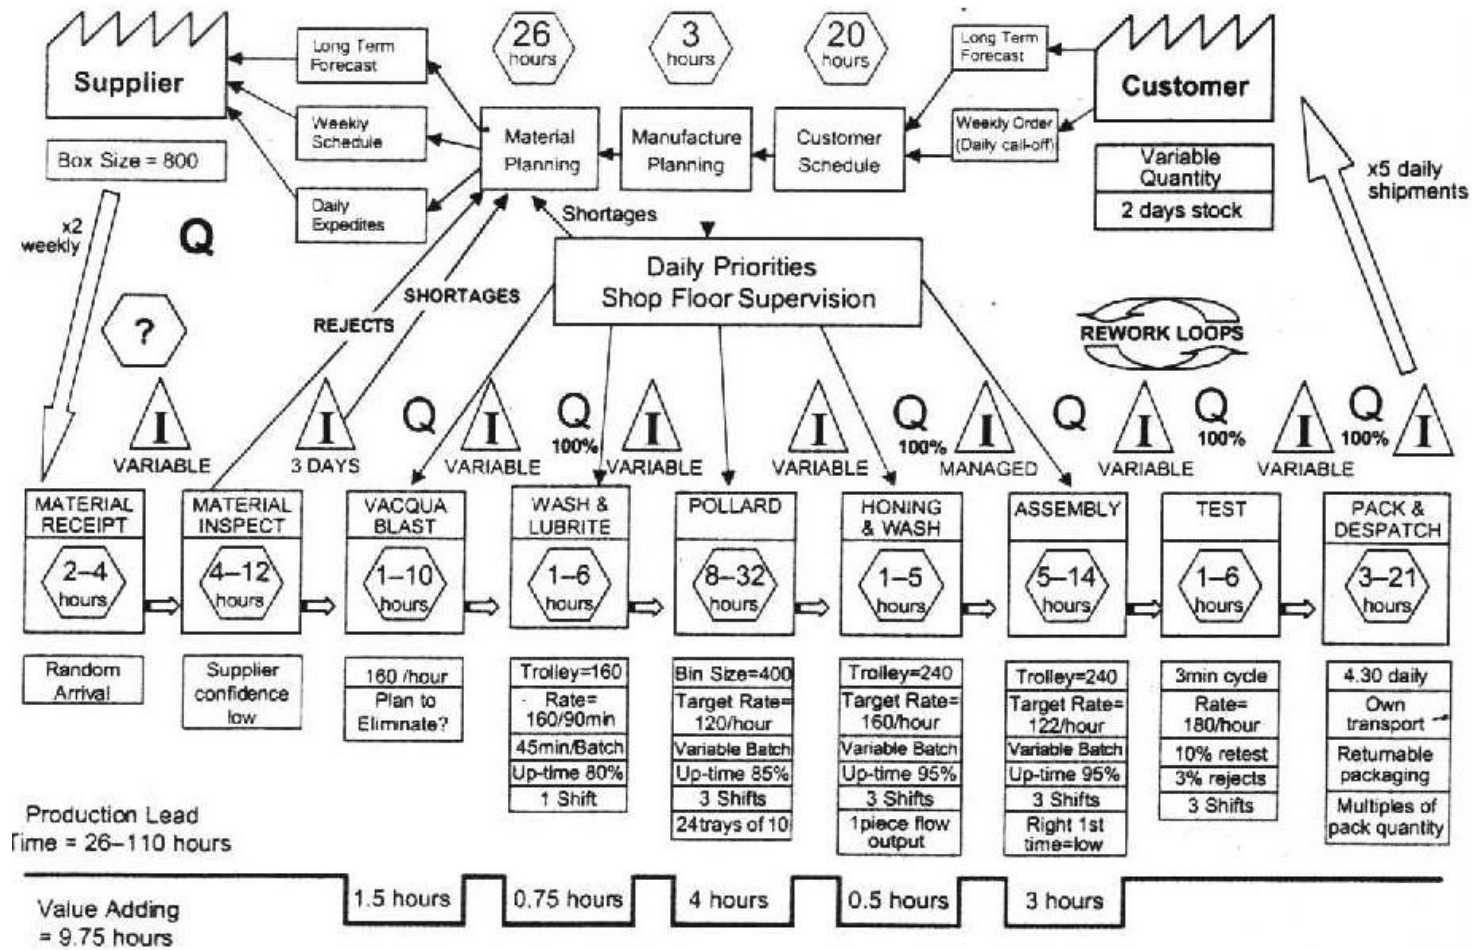 Supplier
Long Term
Forecast
26
hours
3
hours
20
hours
Long Term
Forecast
Customer
Box Size = 800
Weekly
Schedule
Material
Planning
Manufacture
Planning
Customer
Schedule
Weekly Order
(Daily call-off)
Variable
Quantity
2 days stock
x5 daily
shipments
x2
weekly
Q
Daily
Expedites
Shortages
Daily Priorities
Shop Floor Supervision
SHORTAGES
REJECTS
?
REWORK LOOPS
I
VARIABLE
I
3 DAYS
Q
I
VARIABLE
Q
100%
I
VARIABLE
I
VARIABLE
Q
100%
I
MANAGED
Q
I
VARIABLE
Q
100%
I
VARIABLE
Q
100%
I
MATERIAL
RECEIPT
2–4
hours
MATERIAL
INSPECT
4–12
hours
VACQUA
BLAST
1–10
hours
WASH &
LUBRITE
1–6
hours
POLLARD
8–32
hours
HONING
& WASH
1–5
hours
ASSEMBLY
5–14
hours
TEST
1–6
hours
PACK &
DESPATCH
3–21
hours
Random
Arrival
Supplier
confidence
low
160 /hour
Plan to
Eliminate?
Trolley=160
Rate=
160/90min
45min/Batch
Up-time 80%
1 Shift
Bin Size=400
Target Rate=
120/hour
Variable Batch
Up-time 85%
3 Shifts
24trays of 10
Trolley=240
Target Rate=
160/hour
Variable Batch
Up-time 95%
3 Shifts
1piece flow
output
Trolley=240
Target Rate=
122/hour
Variable Batch
Up-time 95%
3 Shifts
Right 1st
time=low
3min cycle
Rate=
180/hour
10% retest
3% rejects
3 Shifts
4.30 daily
Own
transport
Returnable
packaging
Multiples of
pack quantity
Production Lead
Time = 26–110 hours
1.5 hours
0.75 hours
4 hours
0.5 hours
3 hours
Value Adding
= 9.75 hours